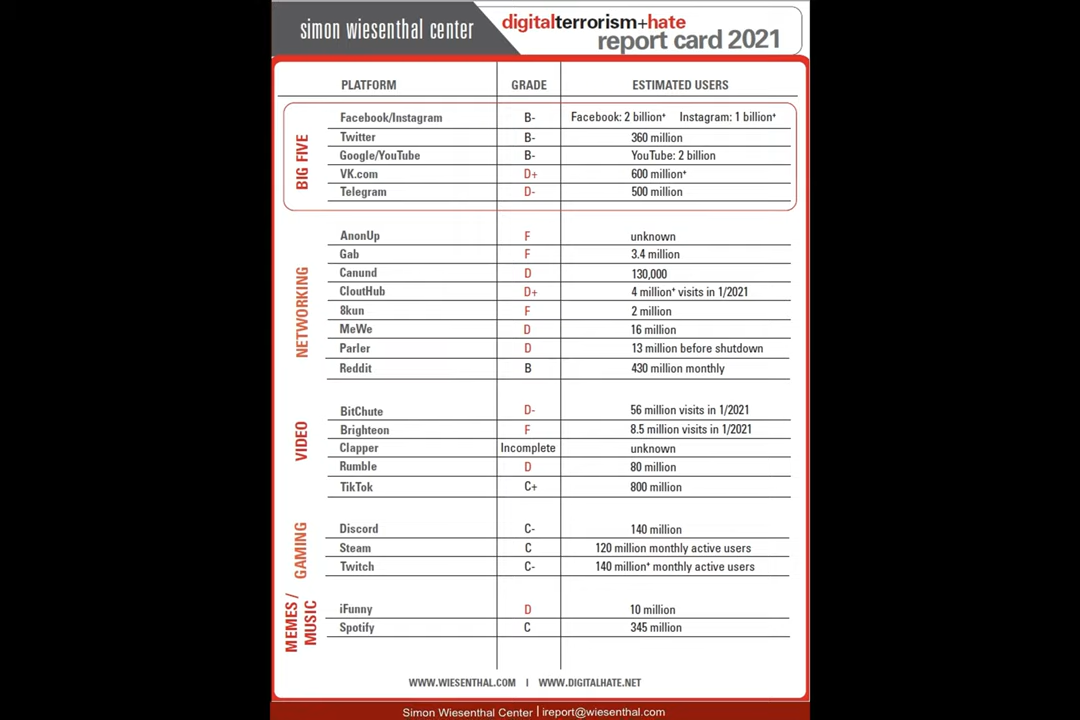 simon wiesenthal center
digitalterrorism+hate
report card 2021
PLATFORM GRADE ESTIMATED USERS
BIG FIVE
Facebook/Instagram B- Facebook: 2 billion+ Instagram: 1 billion+
Twitter B- 360 million
Google/YouTube B- YouTube: 2 billion
VK.com D+ 600 million+
Telegram D- 500 million
NETWORKING
AnonUp F unknown
Gab F 3.4 million
Canund D 130,000
CloutHub D+ 4 million+ visits in 1/2021
8kun F 2 million
MeWe D 16 million
Parler D 13 million before shutdown
Reddit B 430 million monthly
VIDEO
BitChute D- 56 million visits in 1/2021
Brighteon F 8.5 million visits in 1/2021
Clapper Incomplete unknown
Rumble D 80 million
TikTok C+ 800 million
GAMING
Discord C- 140 million
Steam C 120 million monthly active users
Twitch C- 140 million+ monthly active users
MEMES /
MUSIC
iFunny D 10 million
Spotify C 345 million
WWW.WIESENTHAL.COM | WWW.DIGITALHATE.NET
Simon Wiesenthal Center | ireport@wiesenthal.com